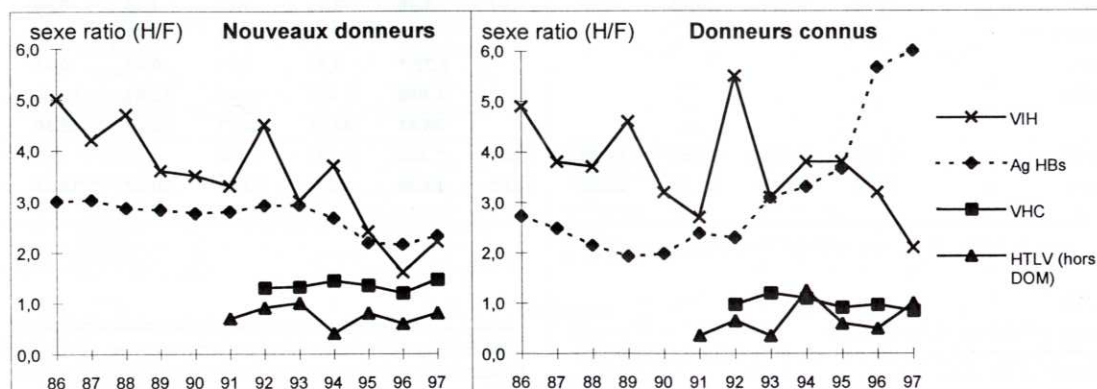 sexe ratio (H/F) Nouveaux donneurs
6,0
5,0
4,0
3,0
2,0
1,0
0,0
86 87 88 89 90 91 92 93 94 95 96 97
sexe ratio (H/F) Donneurs connus
6,0
5,0
4,0
3,0
2,0
1,0
0,0
86 87 88 89 90 91 92 93 94 95 96 97
VIH
Ag HBs
VHC
HTLV (hors
DOM)